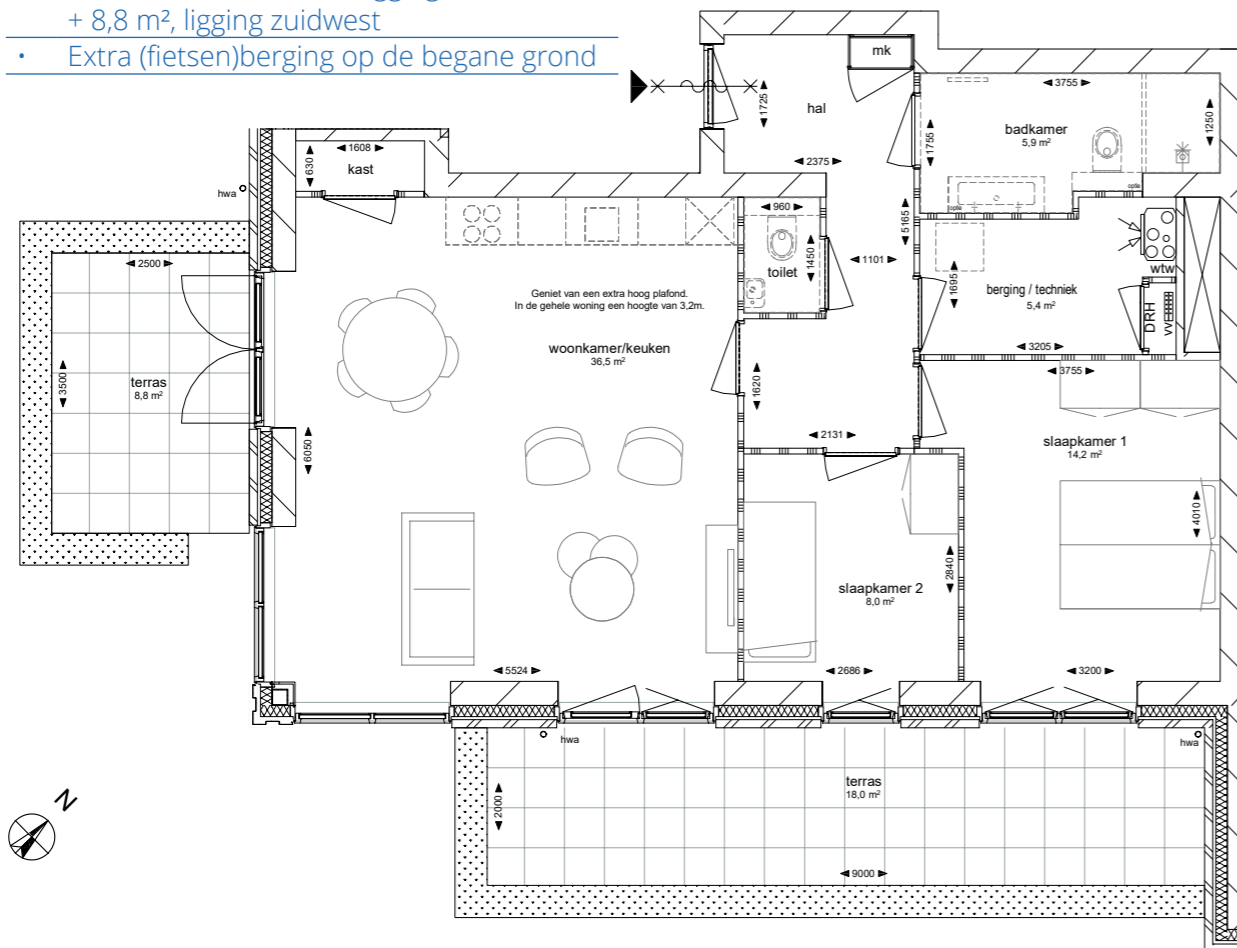 + 8,8 m², ligging zuidwest
• Extra (fietsen)berging op de begane grond
mk
hal
1725
2375
3755
badkamer
5,9 m²
1755
1250
optie
optie
1608
630
kast
hwa
960
toilet
1450
5165
1101
1695
berging / techniek
5,4 m²
wtw
DRH
VV
3205
2500
Geniet van een extra hoog plafond.
In de gehele woning een hoogte van 3,2m.
woonkamer/keuken
36,5 m²
3500
terras
8,8 m²
1620
3755
6050
2131
slaapkamer 1
14,2 m²
4010
2840
slaapkamer 2
8,0 m²
5524
2686
3200
hwa
hwa
terras
18,0 m²
2000
9000
N